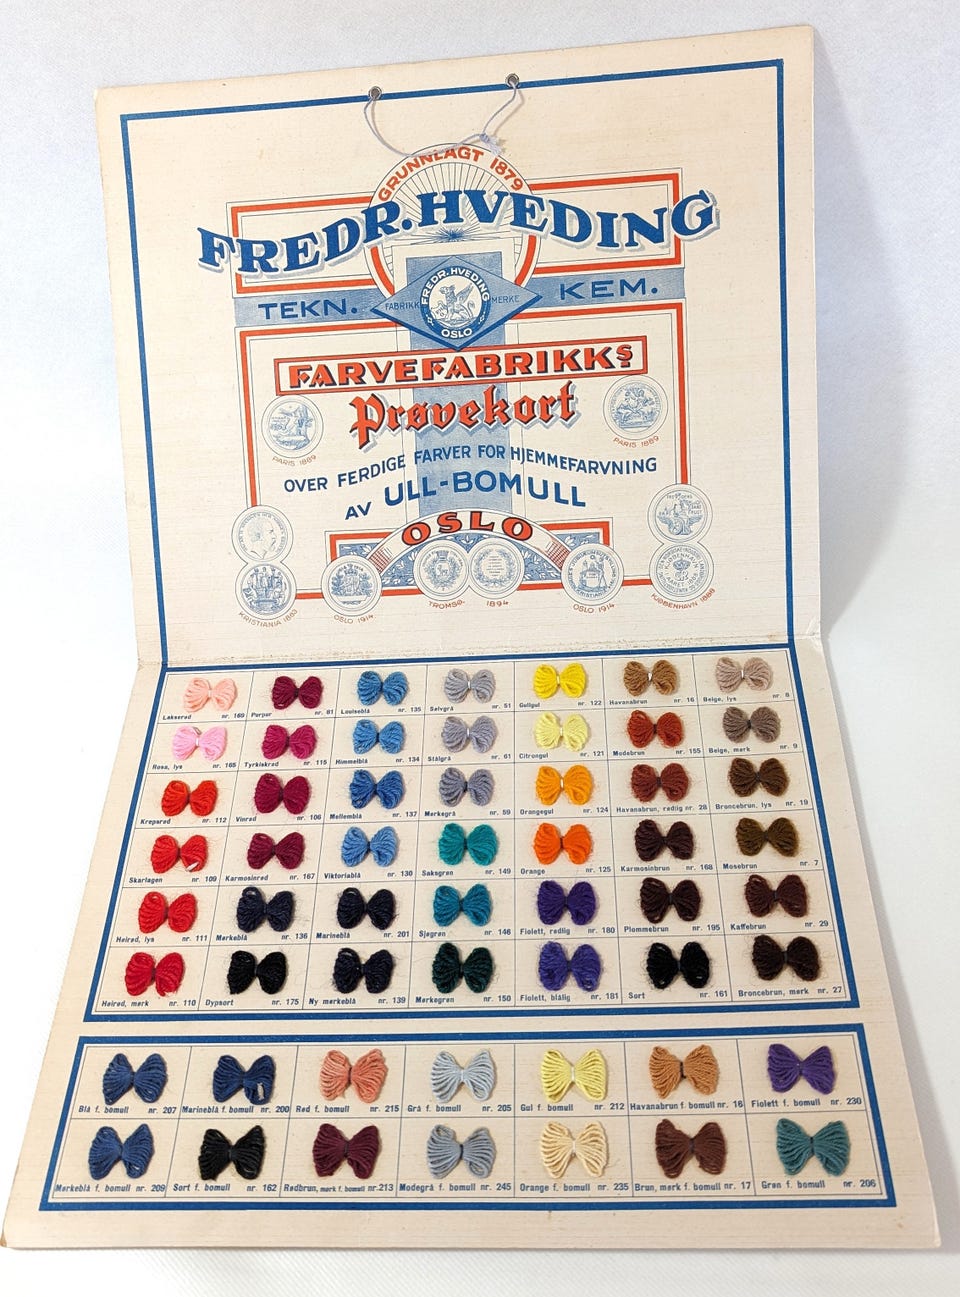 GRUNNLAGT 1879
FREDR. HVEDING
TEKN. KEM.
FABRIKK MERKE
FREDR. HVEDING
OSLO
FARVEFABRIKKS
Prøvekort
PARIS 1889 PARIS 1889
OVER FERDIGE FARVER FOR HJEMMEFARVNING
AV ULL-BOMULL
OSLO
KRISTIANIA 1883 OSLO 1914 TROMSØ. 1894 OSLO 1914 KJØBENHAVN 1888
Lakserød nr. 169 Purpur nr. 81 Louiseblå nr. 135 Sølvgrå nr. 51 Gullgul nr. 122 Havanabrun nr. 16 Beige, lys nr. 8
Rosa, lys nr. 165 Tyrkiskrød nr. 115 Himmelblå nr. 134 Stålgrå nr. 61 Citrongul nr. 121 Modebrun nr. 155 Beige, mørk nr. 9
Kreprød nr. 112 Vinrød nr. 106 Mellemblå nr. 137 Mørkegrå nr. 59 Orangegul nr. 124 Havanabrun, rødlig nr. 28 Broncebrun, lys nr. 19
Skarlagen nr. 109 Karmosinrød nr. 167 Viktoriablå nr. 130 Saksgrøn nr. 149 Orange nr. 125 Karmosinbrun nr. 168 Mosebrun nr. 7
Høirød, lys nr. 111 Mørkeblå nr. 136 Marineblå nr. 201 Sjøgrøn nr. 146 Fiolett, rødlig nr. 180 Plommebrun nr. 195 Kaffebrun nr. 29
Høirød, mørk nr. 110 Dypsort nr. 175 Ny mørkeblå nr. 139 Mørkegrøn nr. 150 Fiolett, blålig nr. 181 Sort nr. 161 Broncebrun, mørk nr. 27
Blå f. bomull nr. 207 Marineblå f. bomull nr. 200 Rød f. bomull nr. 215 Grå f. bomull nr. 205 Gul f. bomull nr. 212 Havanabrun f. bomull nr. 16 Fiolett f. bomull nr. 230
Mørkeblå f. bomull nr. 209 Sort f. bomull nr. 162 Rødbrun, mørk f. bomull nr. 213 Modegrå f. bomull nr. 245 Orange f. bomull nr. 235 Brun, mørk f. bomull nr. 17 Grøn f. bomull nr. 206